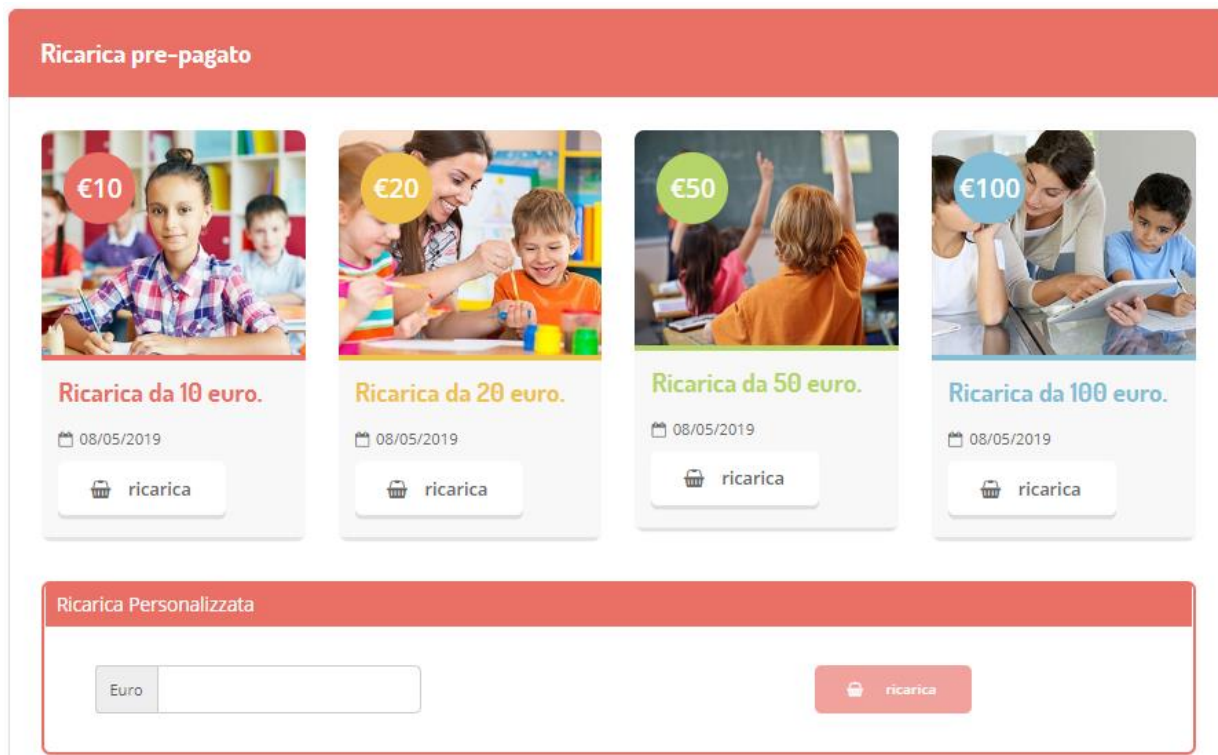 Ricarica pre-pagato
€10
€20
€50
€100
Ricarica da 10 euro.
Ricarica da 20 euro.
Ricarica da 50 euro.
Ricarica da 100 euro.
08/05/2019
08/05/2019
08/05/2019
08/05/2019
ricarica
ricarica
ricarica
ricarica
Ricarica Personalizzata
Euro
ricarica